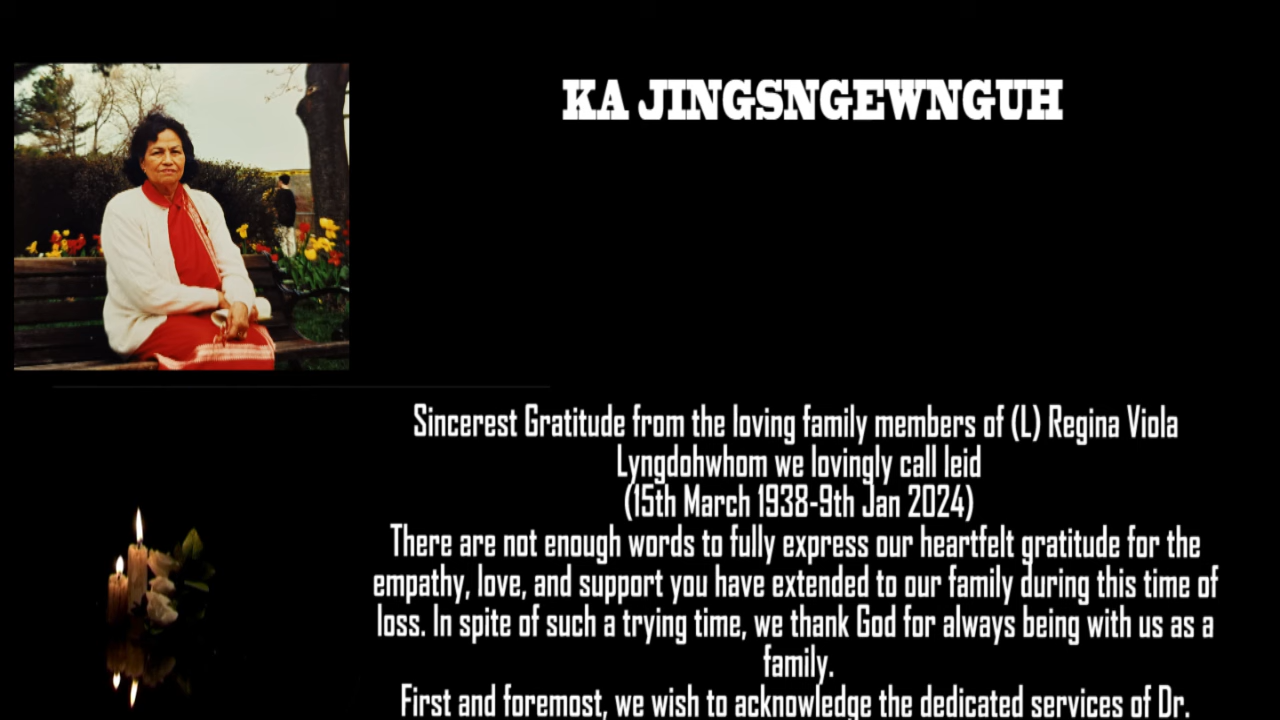 KA JINGSNGEWNGUH
Sincerest Gratitude from the loving family members of (L) Regina Viola
Lyngdohwhom we lovingly call leid
(15th March 1938-9th Jan 2024)
There are not enough words to fully express our heartfelt gratitude for the
empathy, love, and support you have extended to our family during this time of
loss. In spite of such a trying time, we thank God for always being with us as a
family.
First and foremost, we wish to acknowledge the dedicated services of Dr.